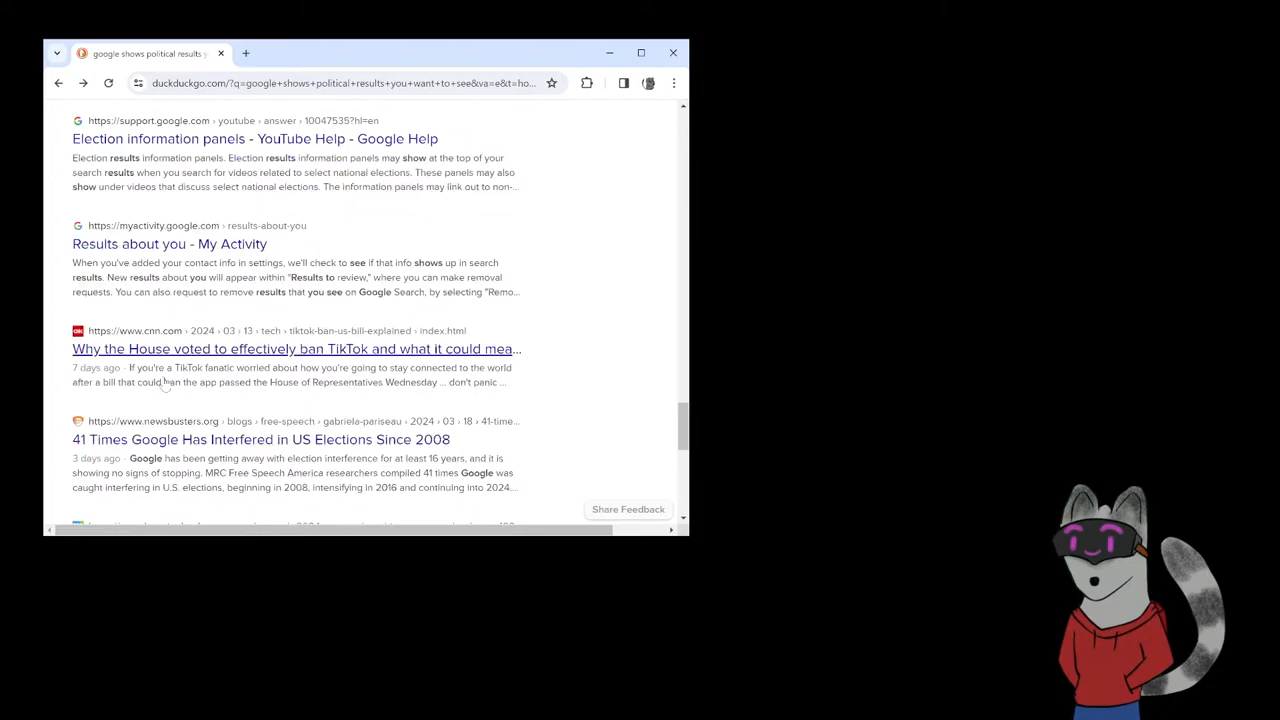 google shows political results y
duckduckgo.com/?q=google+shows+political+results+you+want+to+see&va=e&t=ho...
https://support.google.com › youtube › answer › 10047535?hl=en
Election information panels - YouTube Help - Google Help
Election results information panels. Election results information panels may show at the top of your
search results when you search for videos related to select national elections. These panels may also
show under videos that discuss select national elections. The information panels may link out to non-...
https://myactivity.google.com › results-about-you
Results about you - My Activity
When you've added your contact info in settings, we'll check to see if that info shows up in search
results. New results about you will appear within "Results to review," where you can make removal
requests. You can also request to remove results that you see on Google Search, by selecting "Remo...
https://www.cnn.com › 2024 › 03 › 13 › tech › tiktok-ban-us-bill-explained › index.html
Why the House voted to effectively ban TikTok and what it could mea...
7 days ago · If you're a TikTok fanatic worried about how you're going to stay connected to the world
after a bill that could ban the app passed the House of Representatives Wednesday ... don't panic ...
https://www.newsbusters.org › blogs › free-speech › gabriela-pariseau › 2024 › 03 › 18 › 41-time...
41 Times Google Has Interfered in US Elections Since 2008
3 days ago · Google has been getting away with election interference for at least 16 years, and it is
showing no signs of stopping. MRC Free Speech America researchers compiled 41 times Google was
caught interfering in U.S. elections, beginning in 2008, intensifying in 2016 and continuing into 2024....
Share Feedback